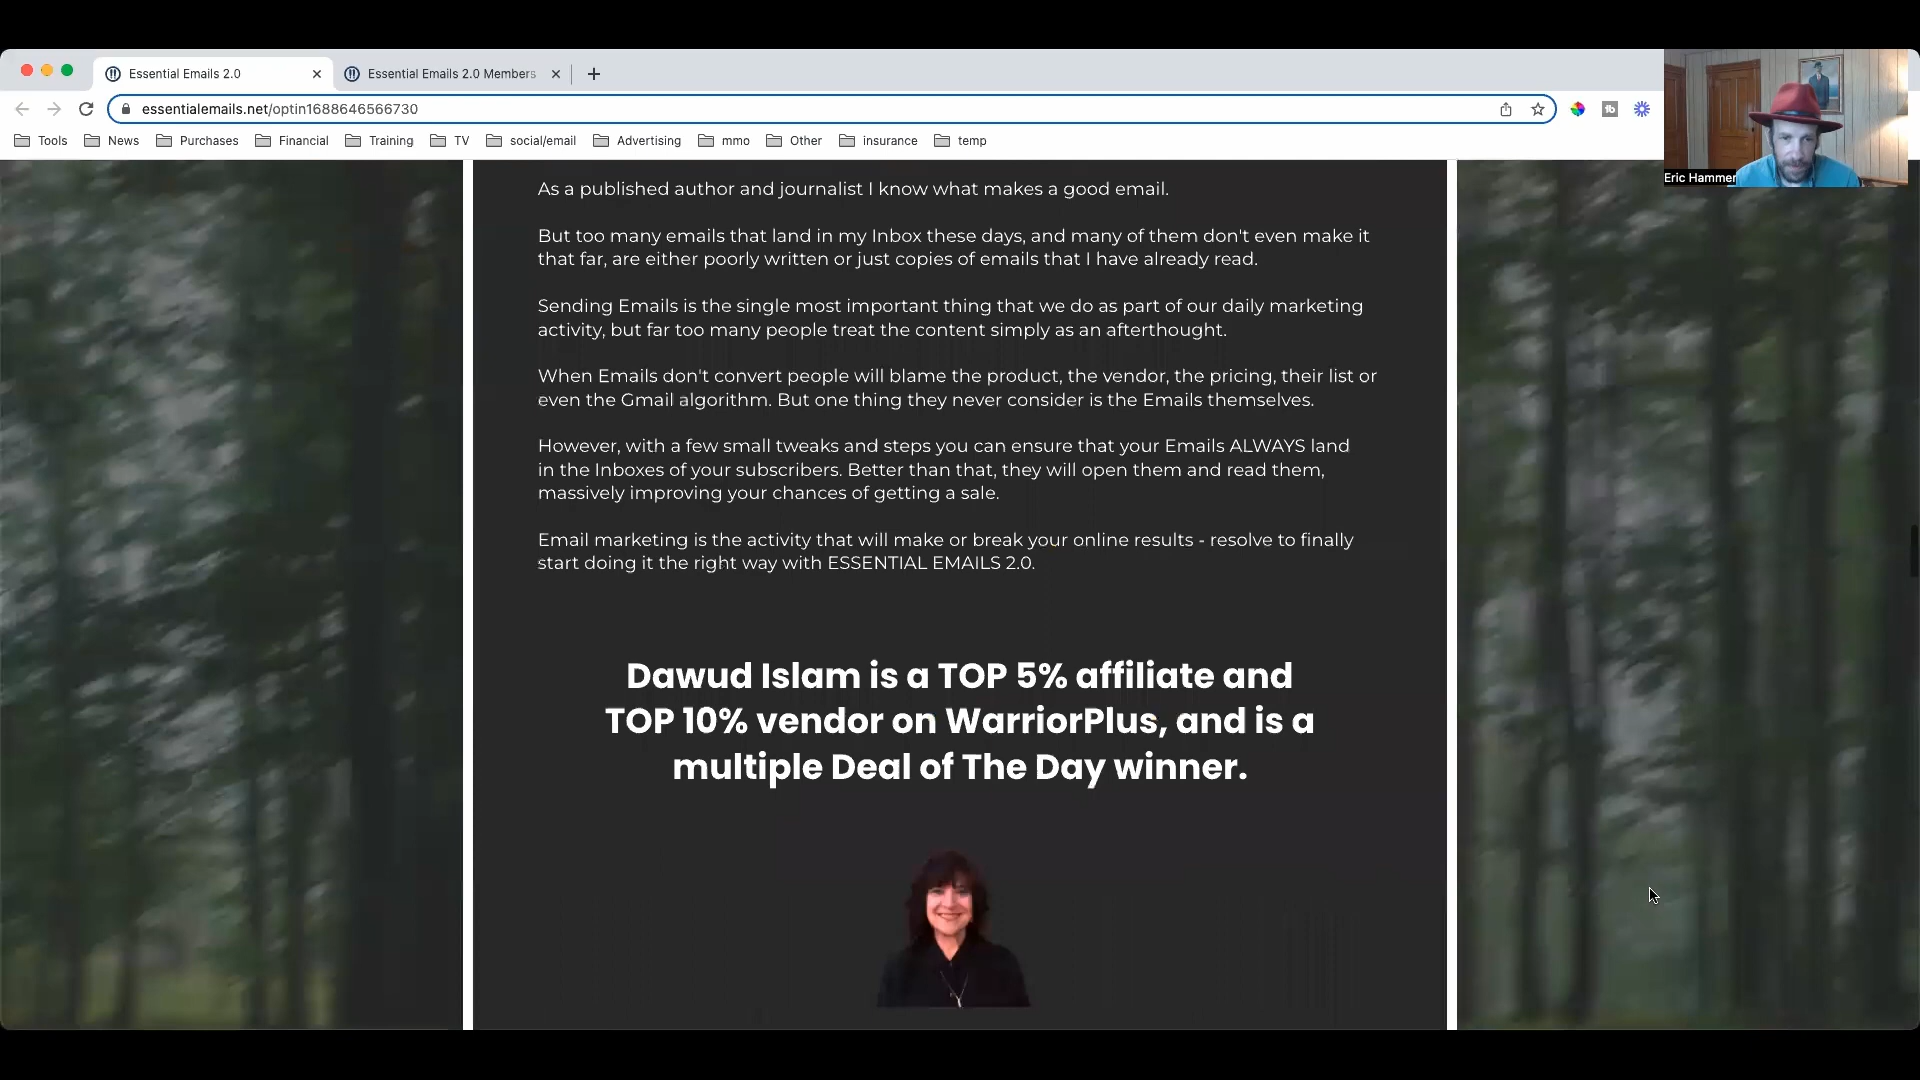 Essential Emails 2.0
Essential Emails 2.0 Members
essentialemails.net/optin1688646566730
Tools
News
Purchases
Financial
Training
TV
social/email
Advertising
mmo
Other
insurance
temp
Eric Hammer
As a published author and journalist I know what makes a good email.
But too many emails that land in my Inbox these days, and many of them don't even make it
that far, are either poorly written or just copies of emails that I have already read.
Sending Emails is the single most important thing that we do as part of our daily marketing
activity, but far too many people treat the content simply as an afterthought.
When Emails don't convert people will blame the product, the vendor, the pricing, their list or
even the Gmail algorithm. But one thing they never consider is the Emails themselves.
However, with a few small tweaks and steps you can ensure that your Emails ALWAYS land
in the Inboxes of your subscribers. Better than that, they will open them and read them,
massively improving your chances of getting a sale.
Email marketing is the activity that will make or break your online results - resolve to finally
start doing it the right way with ESSENTIAL EMAILS 2.0.
Dawud Islam is a TOP 5% affiliate and
TOP 10% vendor on WarriorPlus, and is a
multiple Deal of The Day winner.